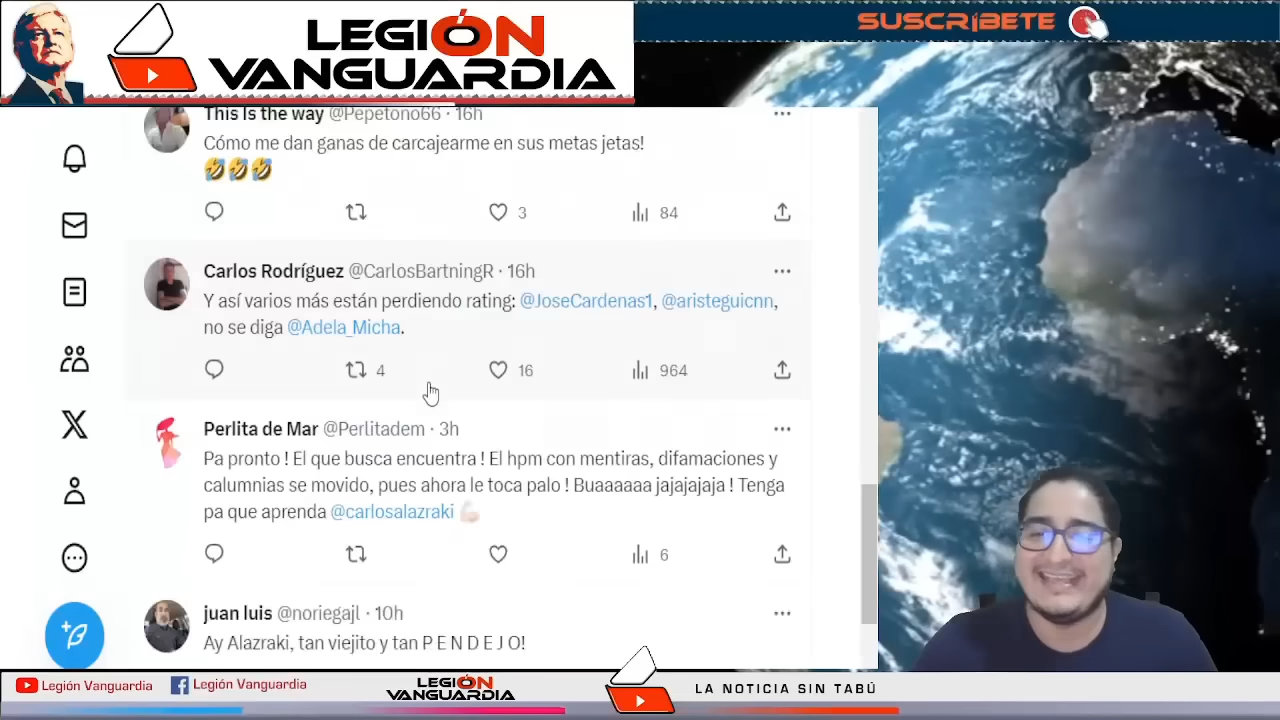 LEGIÓN
VANGUARDIA
SUSCRÍBETE
This Is the way @Pepetono66 · 16h
Cómo me dan ganas de carcajearme en sus metas jetas!
🤣🤣🤣
3 84
Carlos Rodríguez @CarlosBartningR · 16h
Y así varios más están perdiendo rating: @JoseCardenas1, @aristeguicnn,
no se diga @Adela_Micha.
4 16 964
Perlita de Mar @Perlitadem · 3h
Pa pronto ! El que busca encuentra ! El hpm con mentiras, difamaciones y
calumnias se movido, pues ahora le toca palo ! Buaaaaaa jajajajaja ! Tenga
pa que aprenda @carlosalazraki 💪🏻
6
juan luis @noriegajl · 10h
Ay Alazraki, tan viejito y tan P E N D E J O!
Legión Vanguardia
Legión Vanguardia
LEGIÓN
VANGUARDIA
LA NOTICIA SIN TABÚ